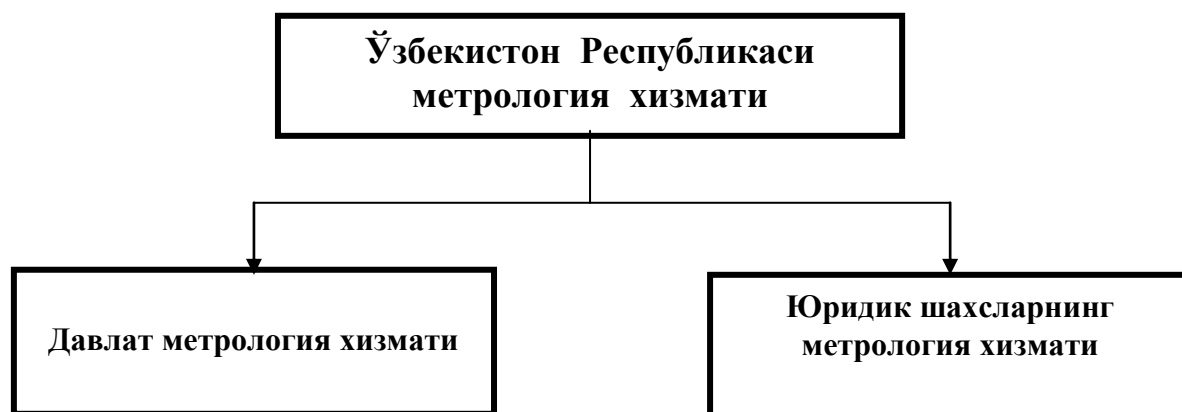 Ўзбекистон Республикаси
метрология хизмати
Давлат метрология хизмати
Юридик шахсларнинг
метрология хизмати